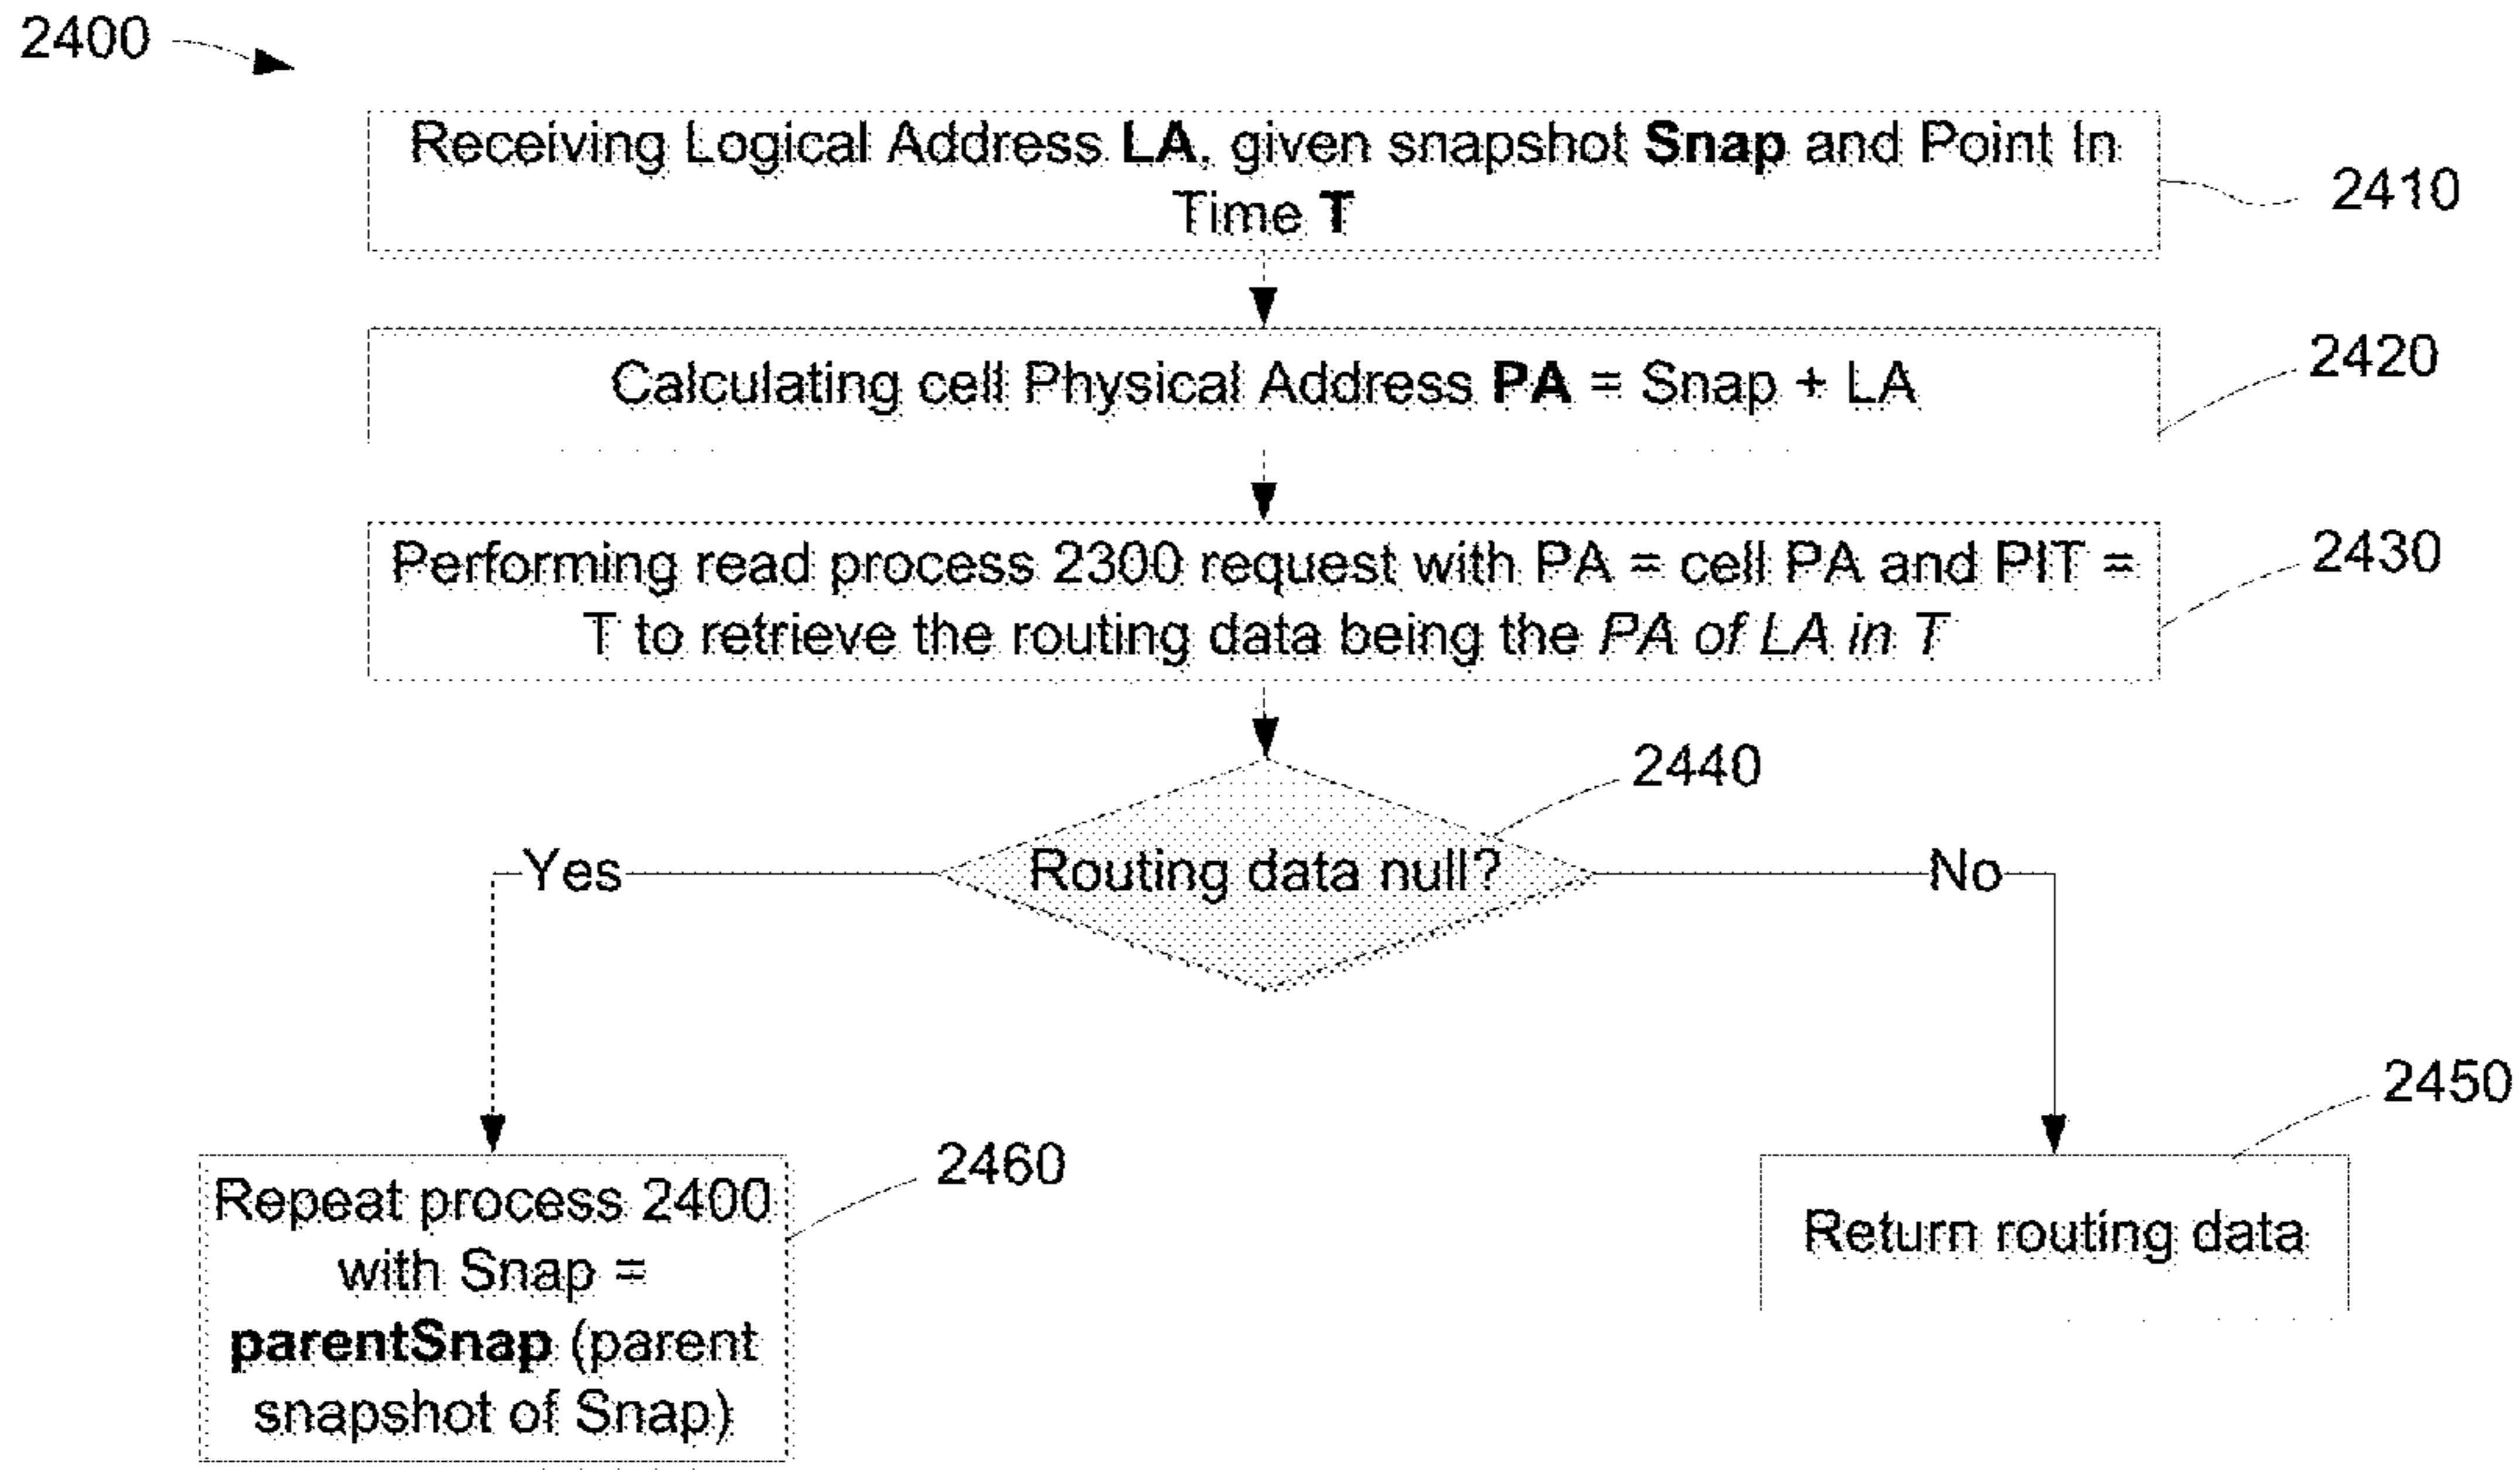 2400
Receiving Logical Address LA, given snapshot Snap and Point In
Time T
2410
Calculating cell Physical Address PA = Snap + LA
2420
Performing read process 2300 request with PA = cell PA and PIT =
T to retrieve the routing data being the PA of LA in T
2430
2440
Routing data null?
Yes
No
2450
2460
Repeat process 2400
with Snap =
parentSnap (parent
snapshot of Snap)
Return routing data